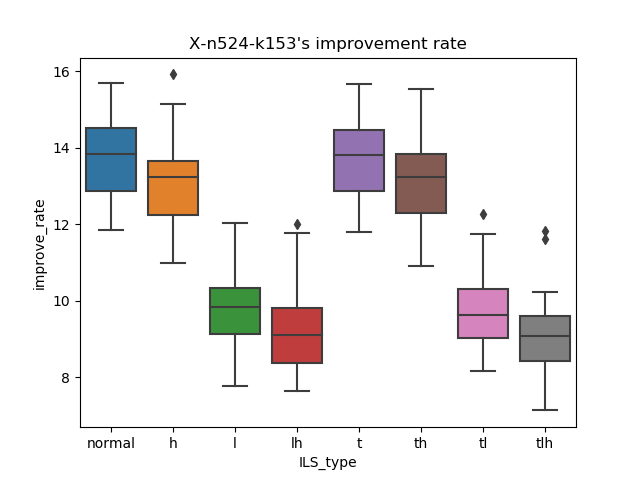 X-n524-k153's improvement rate
improve_rate
16
14
12
10
8
normal h l lh t th tl tlh
ILS_type